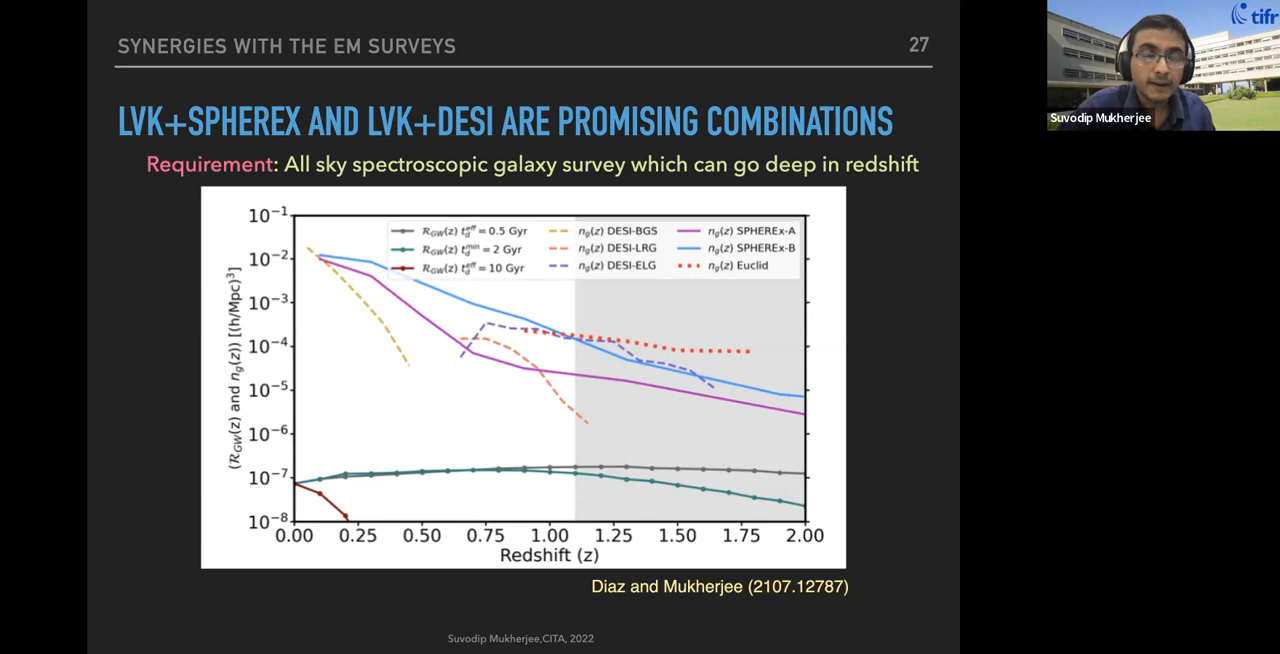 SYNERGIES WITH THE EM SURVEYS
27
LVK+SPHEREX AND LVK+DESI ARE PROMISING COMBINATIONS
Requirement: All sky spectroscopic galaxy survey which can go deep in redshift
(ℛ_GW(z) and n_g(z)) [(h/Mpc)³]
10⁻¹
10⁻²
10⁻³
10⁻⁴
10⁻⁵
10⁻⁶
10⁻⁷
10⁻⁸
ℛ_GW(z) t_d^eff = 0.5 Gyr
ℛ_GW(z) t_d^min = 2 Gyr
ℛ_GW(z) t_d^eff = 10 Gyr
n_g(z) DESI-BGS
n_g(z) DESI-LRG
n_g(z) DESI-ELG
n_g(z) SPHEREx-A
n_g(z) SPHEREx-B
n_g(z) Euclid
0.00 0.25 0.50 0.75 1.00 1.25 1.50 1.75 2.00
Redshift (z)
Diaz and Mukherjee (2107.12787)
Suvodip Mukherjee,CITA, 2022
tifr
Suvodip Mukherjee